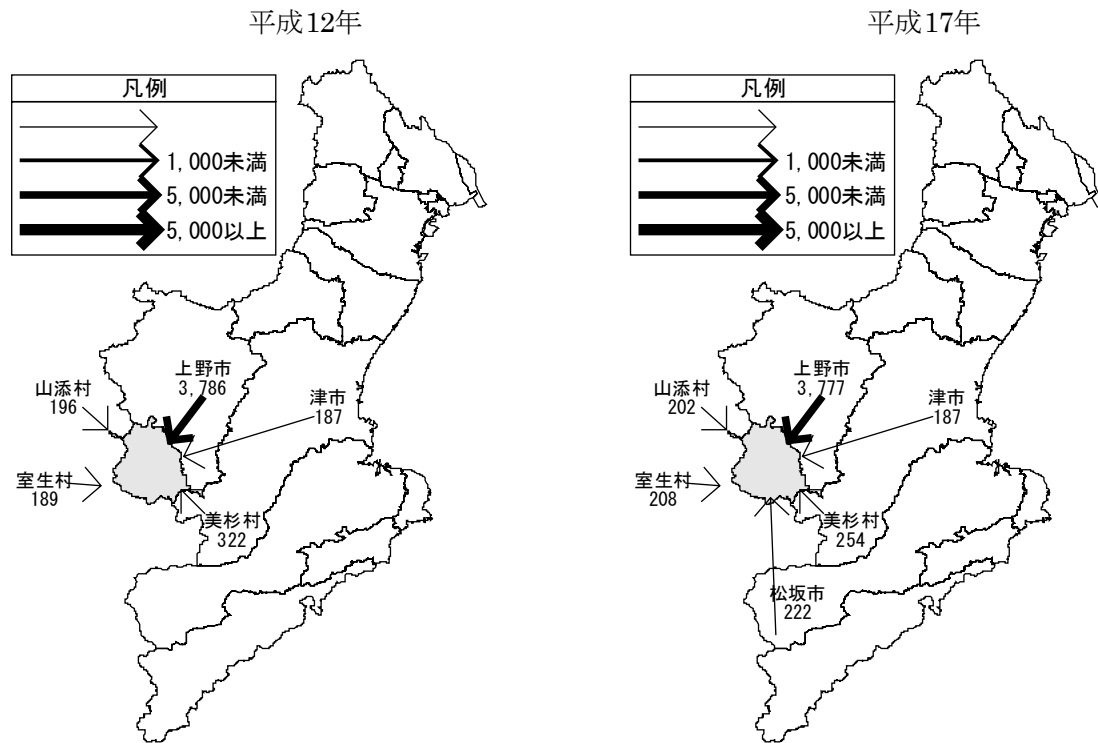 平成12年
凡例
1,000未満
5,000未満
5,000以上
上野市
3,786
山添村
196
津市
187
室生村
189
美杉村
322
平成17年
凡例
1,000未満
5,000未満
5,000以上
上野市
3,777
山添村
202
津市
187
室生村
208
美杉村
254
松坂市
222